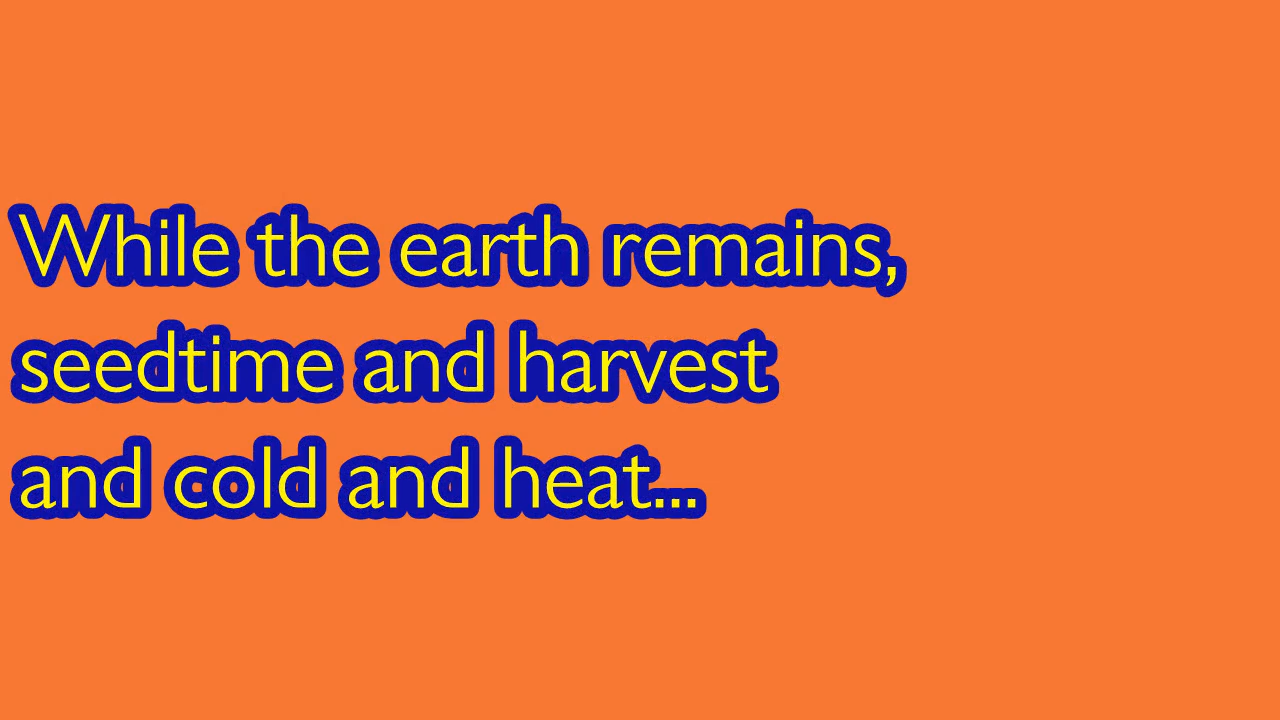 While the earth remains,
seedtime and harvest
and cold and heat...